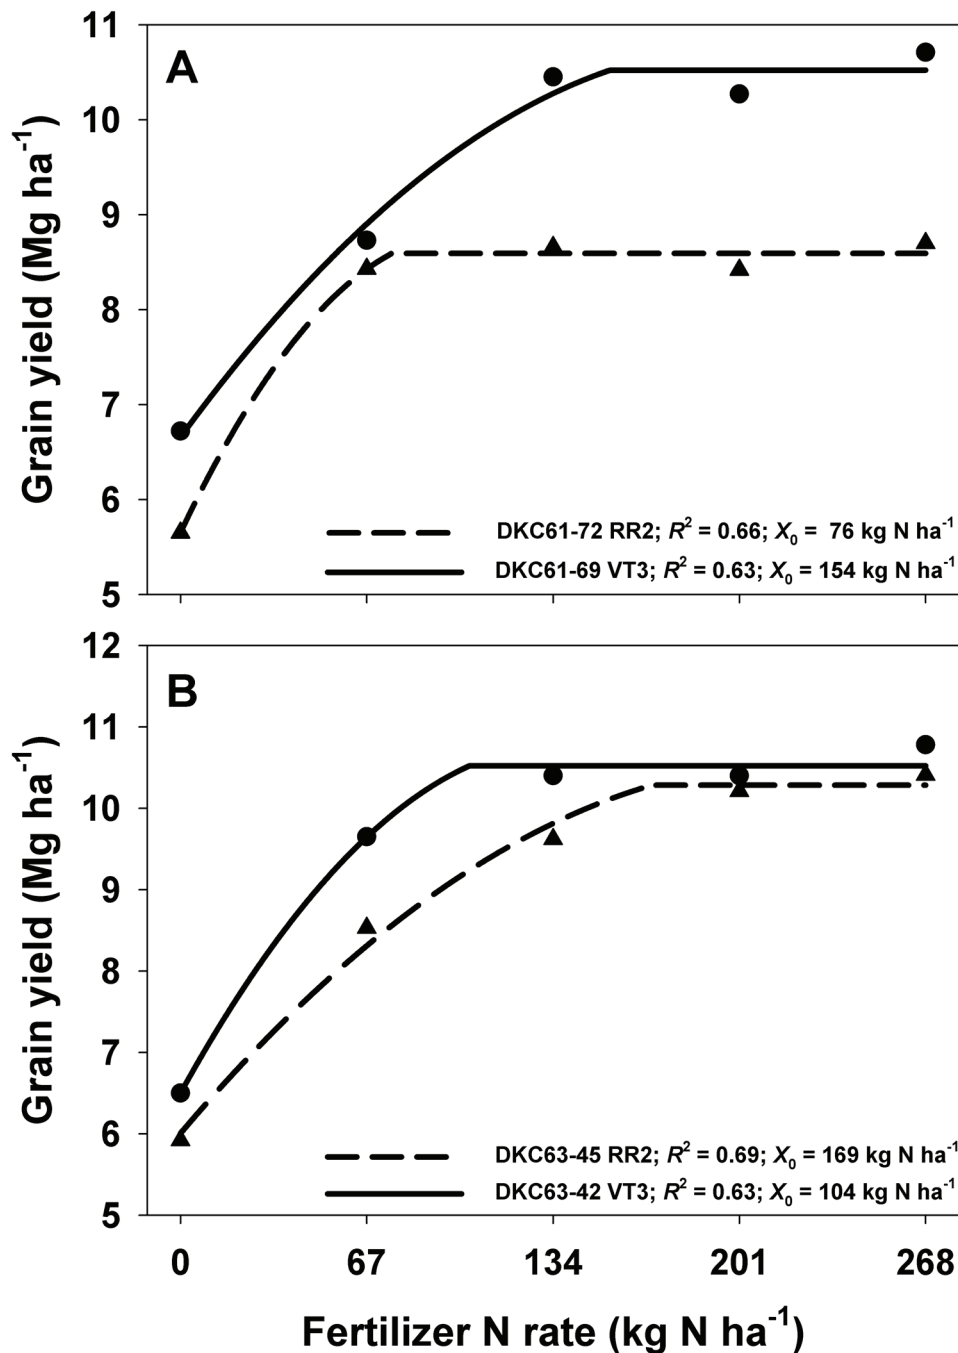 A
Grain yield (Mg ha⁻¹)
11
10
9
8
7
6
5
DKC61-72 RR2; R² = 0.66; X₀ = 76 kg N ha⁻¹
DKC61-69 VT3; R² = 0.63; X₀ = 154 kg N ha⁻¹
B
Grain yield (Mg ha⁻¹)
12
11
10
9
8
7
6
5
DKC63-45 RR2; R² = 0.69; X₀ = 169 kg N ha⁻¹
DKC63-42 VT3; R² = 0.63; X₀ = 104 kg N ha⁻¹
0 67 134 201 268
Fertilizer N rate (kg N ha⁻¹)